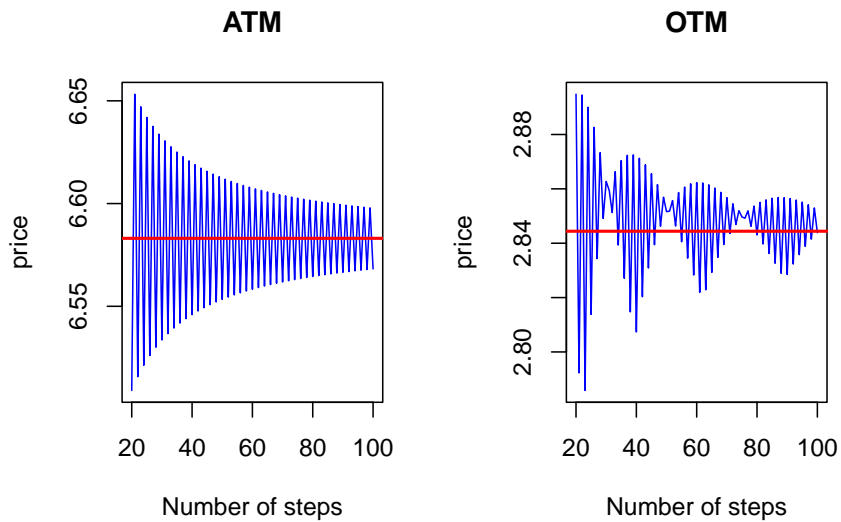 ATM
6.65
6.60
6.55
price
20 40 60 80 100
Number of steps
OTM
2.88
2.84
2.80
price
20 40 60 80 100
Number of steps